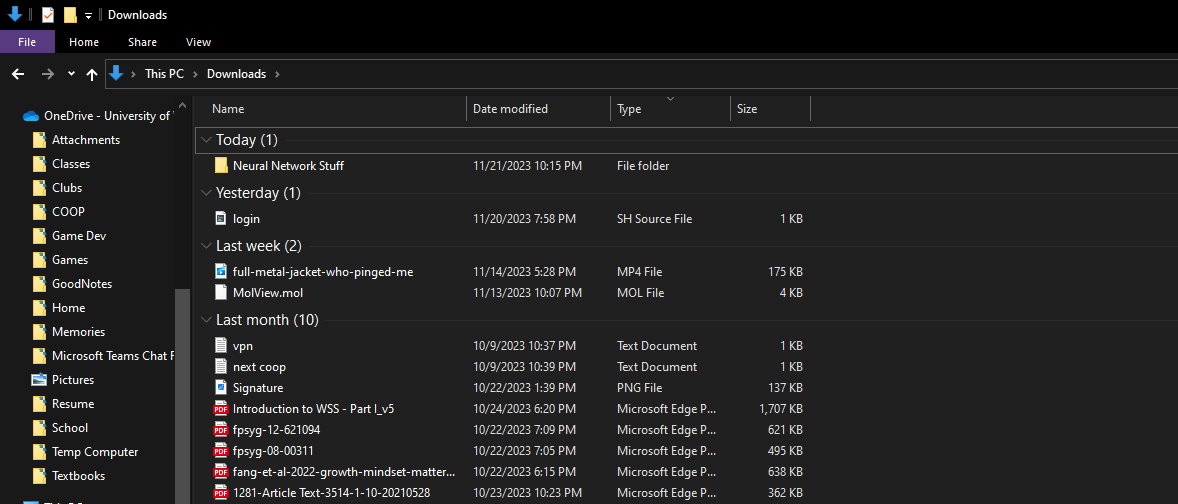 Downloads
File Home Share View
This PC Downloads
Name Date modified Type Size
OneDrive - University of
Attachments
Classes
Clubs
COOP
Game Dev
Games
GoodNotes
Home
Memories
Microsoft Teams Chat F
Pictures
Resume
School
Temp Computer
Textbooks
Today (1)
Neural Network Stuff 11/21/2023 10:15 PM File folder
Yesterday (1)
login 11/20/2023 7:58 PM SH Source File 1 KB
Last week (2)
full-metal-jacket-who-pinged-me 11/14/2023 5:28 PM MP4 File 175 KB
MolView.mol 11/13/2023 10:07 PM MOL File 4 KB
Last month (10)
vpn 10/9/2023 10:37 PM Text Document 1 KB
next coop 10/9/2023 10:39 PM Text Document 1 KB
Signature 10/22/2023 1:39 PM PNG File 137 KB
PDF Introduction to WSS - Part I_v5 10/24/2023 6:20 PM Microsoft Edge P... 1,707 KB
PDF fpsyg-12-621094 10/22/2023 7:09 PM Microsoft Edge P... 621 KB
PDF fpsyg-08-00311 10/22/2023 7:05 PM Microsoft Edge P... 495 KB
PDF fang-et-al-2022-growth-mindset-matter... 10/22/2023 6:15 PM Microsoft Edge P... 638 KB
PDF 1281-Article Text-3514-1-10-20210528 10/23/2023 10:23 PM Microsoft Edge P... 362 KB